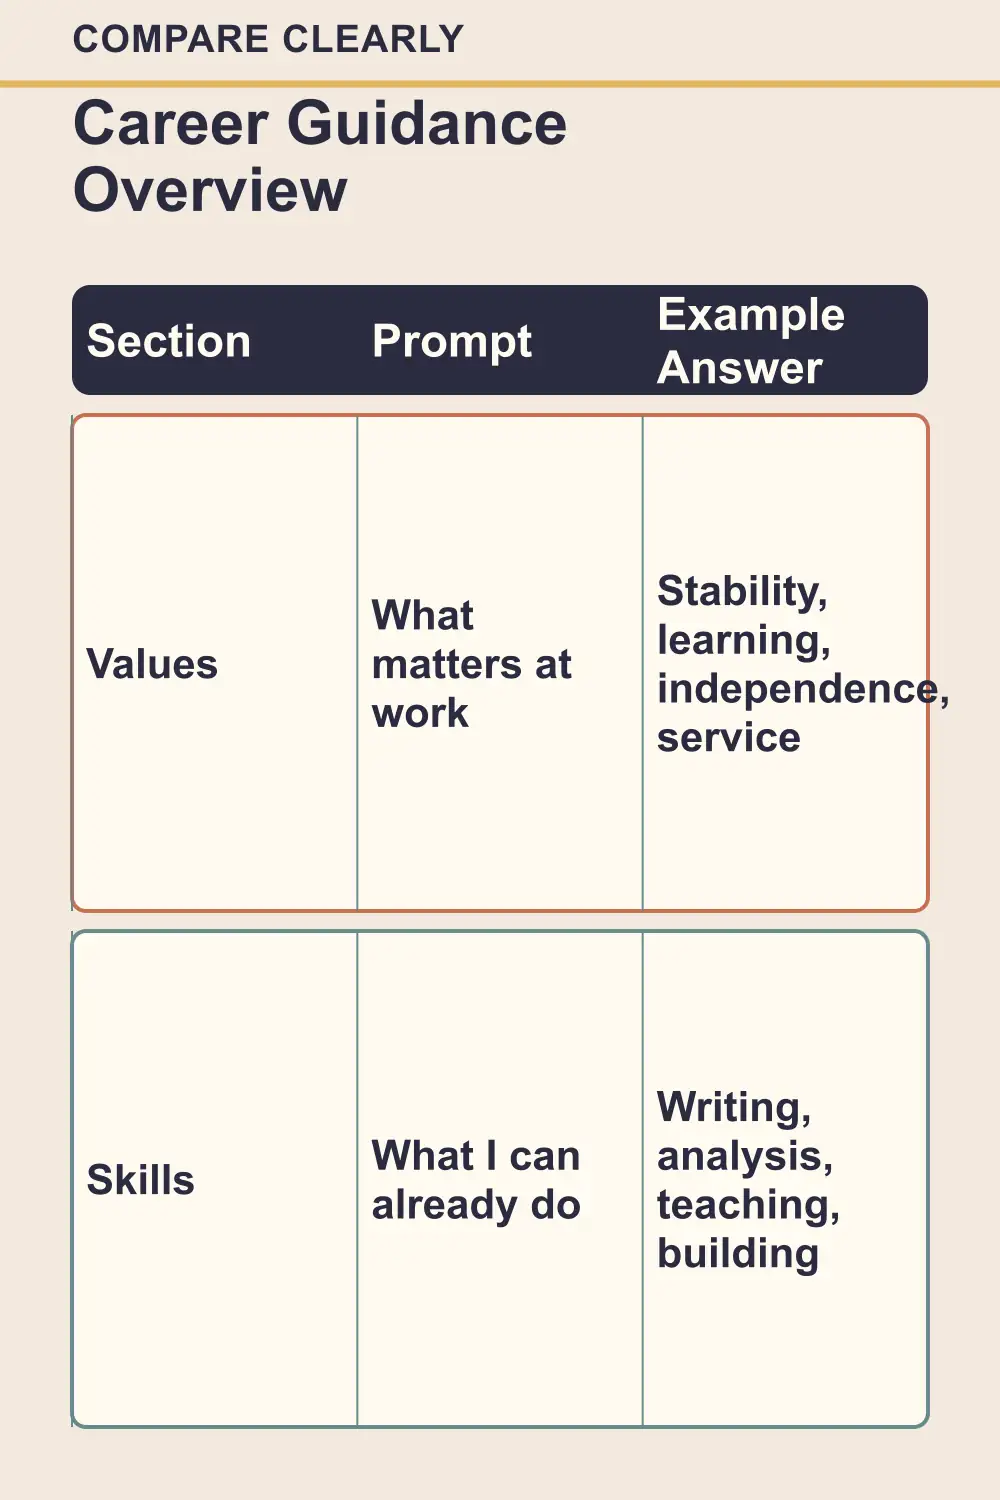 COMPARE CLEARLY
Career Guidance
Overview
Section
Prompt
Example
Answer
Values
What
matters at
work
Stability,
learning,
independence,
service
Skills
What I can
already do
Writing,
analysis,
teaching,
building